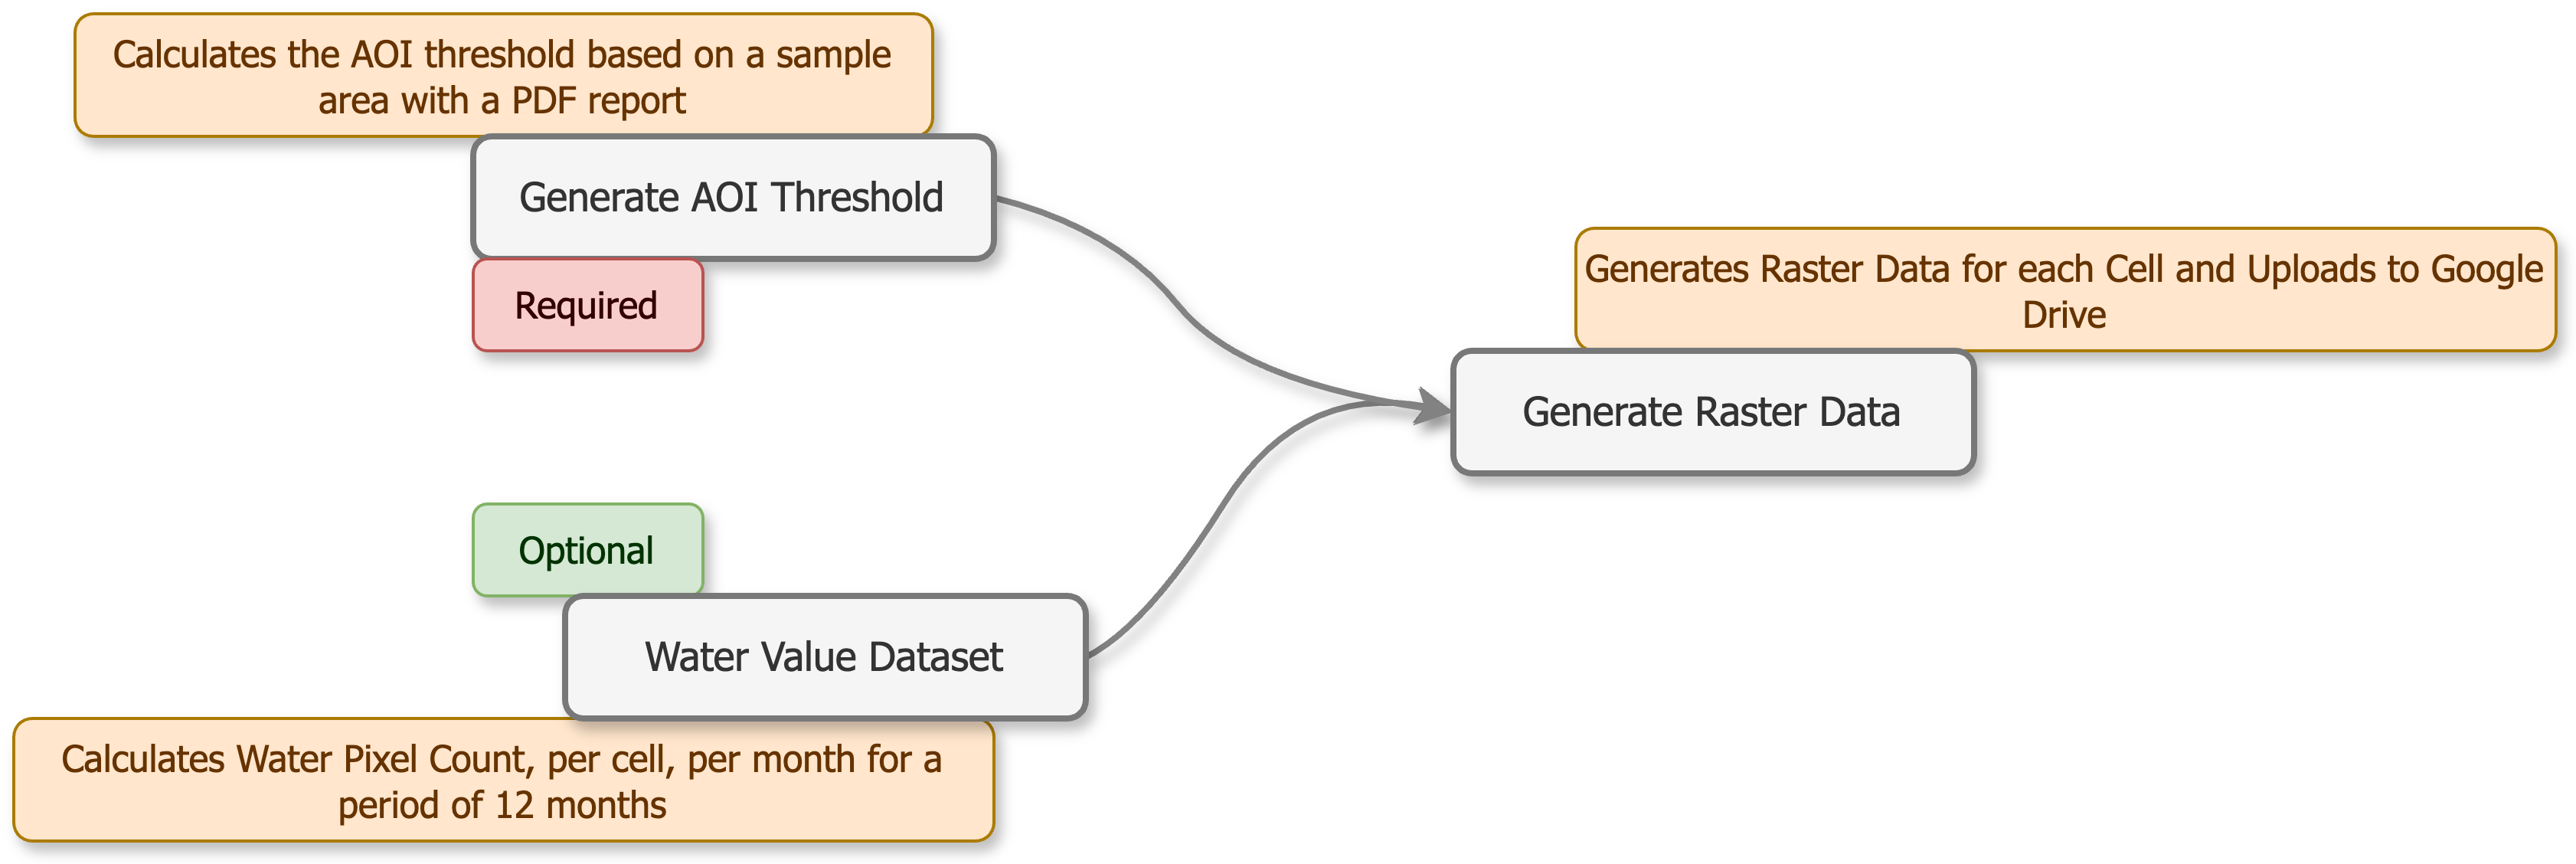 Calculates the AOI threshold based on a sample
area with a PDF report
Generate AOI Threshold
Required
Generates Raster Data for each Cell and Uploads to Google
Drive
Generate Raster Data
Optional
Water Value Dataset
Calculates Water Pixel Count, per cell, per month for a
period of 12 months